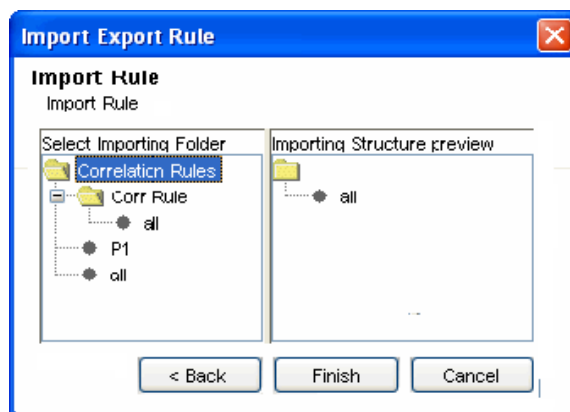 Import Export Rule
Import Rule
Import Rule
Select Importing Folder
Importing Structure preview
Correlation Rules
Corr Rule
all
P1
all
all
< Back
Finish
Cancel